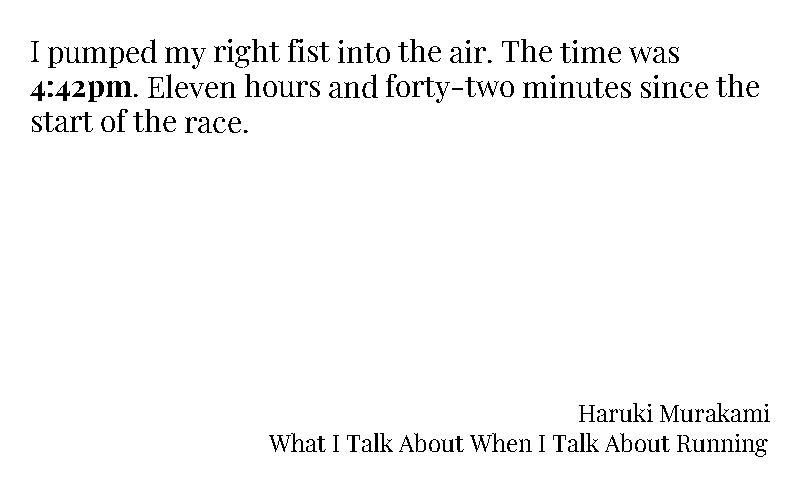 I pumped my right fist into the air. The time was
4:42pm. Eleven hours and forty-two minutes since the
start of the race.
Haruki Murakami
What I Talk About When I Talk About Running